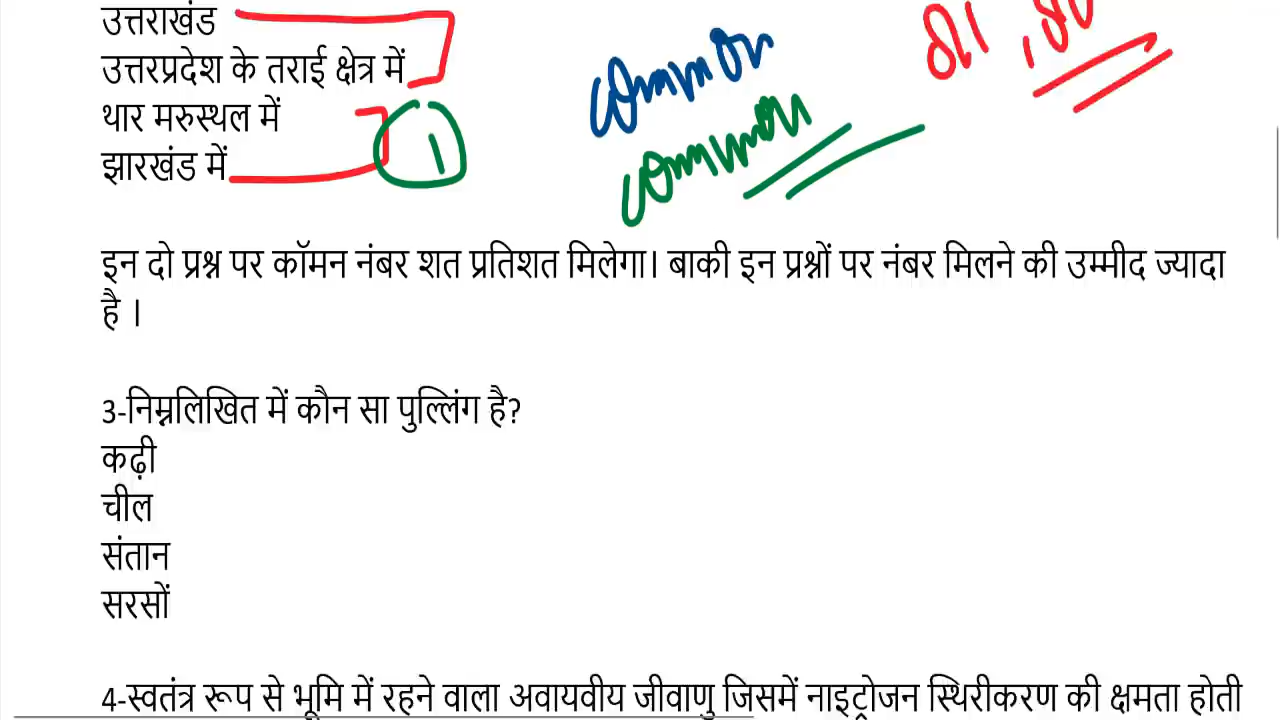 उत्तराखंड
उत्तरप्रदेश के तराई क्षेत्र में
थार मरुस्थल में
झारखंड में
1
common
common
इन दो प्रश्न पर कॉमन नंबर शत प्रतिशत मिलेगा। बाकी इन प्रश्नों पर नंबर मिलने की उम्मीद ज्यादा
है ।
3-निम्नलिखित में कौन सा पुल्लिंग है?
कढ़ी
चील
संतान
सरसों
4-स्वतंत्र रूप से भूमि में रहने वाला अवायवीय जीवाणु जिसमें नाइट्रोजन स्थिरीकरण की क्षमता होती